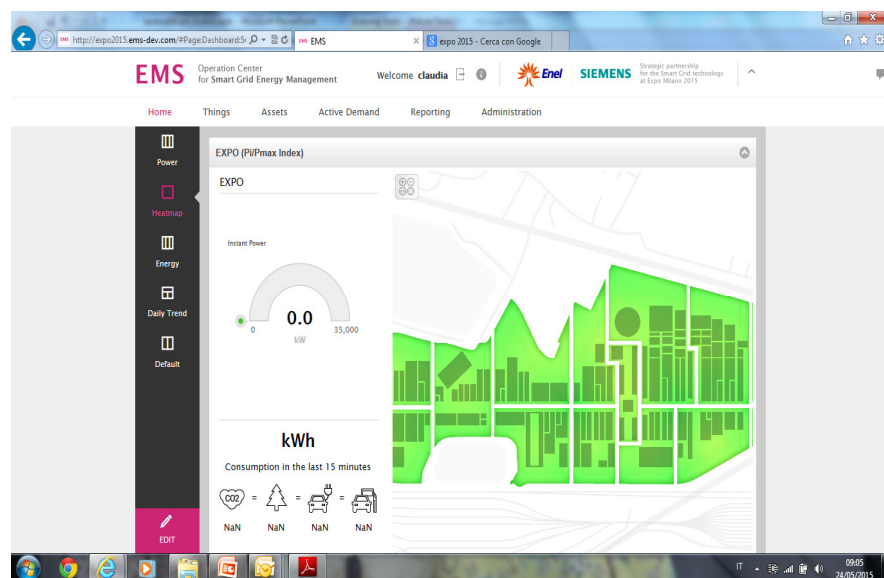 http://expo2015.ems-dev.com/#Page:Dashboard:5
EMS
expo 2015 - Cerca con Google
EMS
Operation Center
for Smart Grid Energy Management
Welcome claudia
Enel
SIEMENS
Strategic partnership
for the Smart Grid technology
at Expo Milano 2015
Home
Things
Assets
Active Demand
Reporting
Administration
Power
Heatmap
Energy
Daily Trend
Default
EDIT
EXPO (Pi/Pmax Index)
EXPO
Instant Power
0.0
0
35,000
kW
kWh
Consumption in the last 15 minutes
CO2
=
=
=
NaN
NaN
NaN
NaN
IT
09:05
24/05/2015